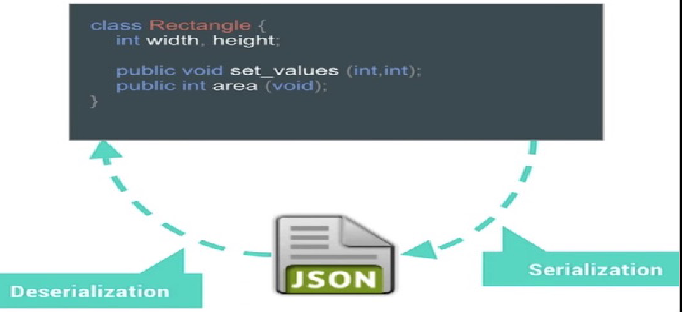 class Rectangle {
int width, height;
public void set_values (int,int);
public int area (void);
}
JSON
Serialization
Deserialization